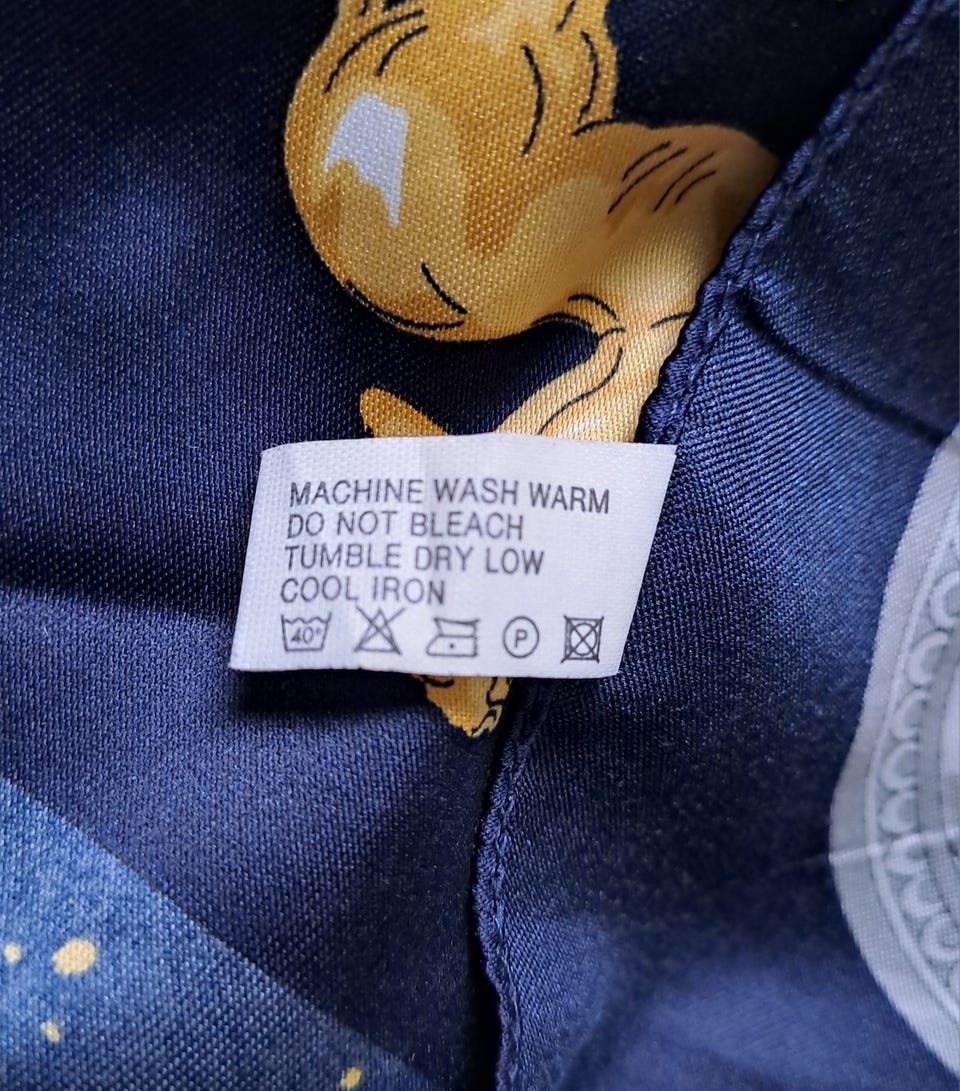 MACHINE WASH WARM
DO NOT BLEACH
TUMBLE DRY LOW
COOL IRON
40° P